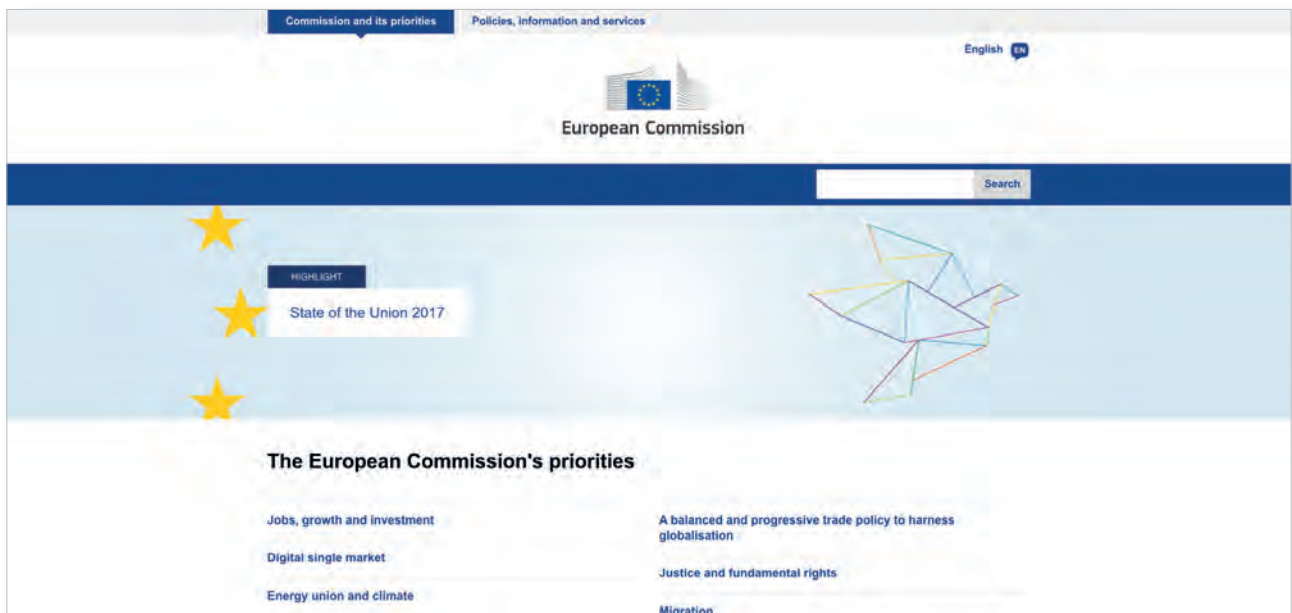 Commission and its priorities
Policies, information and services
English EN
European Commission
Search
HIGHLIGHT
State of the Union 2017
The European Commission's priorities
Jobs, growth and investment
Digital single market
Energy union and climate
A balanced and progressive trade policy to harness
globalisation
Justice and fundamental rights
Migration